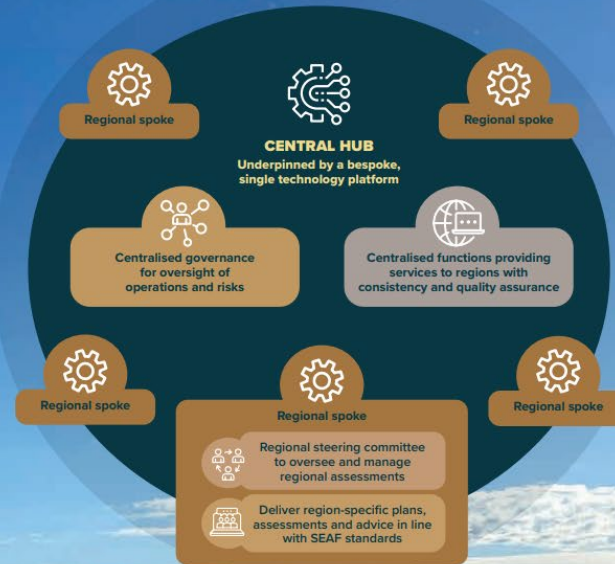 Regional spoke
Regional spoke
CENTRAL HUB
Underpinned by a bespoke,
single technology platform
Centralised governance
for oversight of
operations and risks
Centralised functions providing
services to regions with
consistency and quality assurance
Regional spoke
Regional spoke
Regional spoke
Regional steering committee
to oversee and manage
regional assessments
Deliver region-specific plans,
assessments and advice in line
with SEAF standards